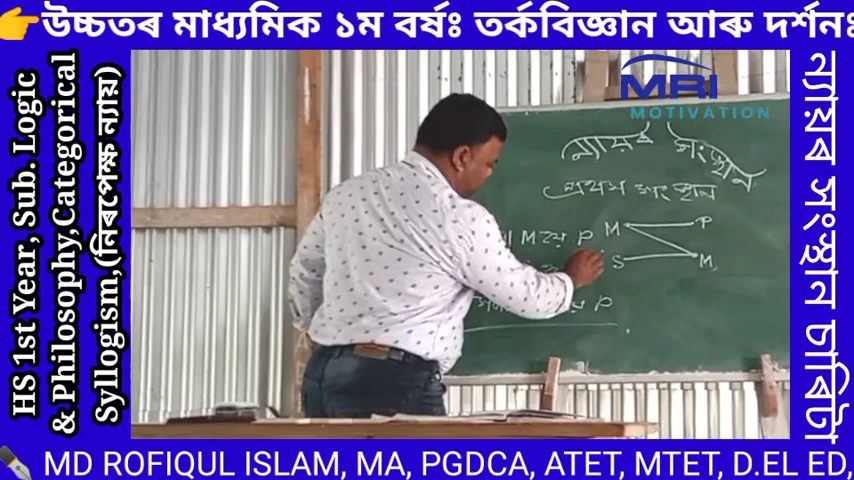 👉উচ্চতৰ মাধ্যমিক ১ম বৰ্ষঃ তৰ্কবিজ্ঞান আৰু দৰ্শনঃ
HS 1st Year, Sub. Logic
& Philosophy,Categorical
Syllogism,(নিৰপেক্ষ ন্যায়)
MRI
MOTIVATION
ন্যায়ৰ সংস্থান
প্ৰথম সংস্থান
M হয় P
M P
S M
P
ন্যায়ৰ সংস্থান চাৰিটা
✒️ MD ROFIQUL ISLAM, MA, PGDCA, ATET, MTET, D.EL ED,